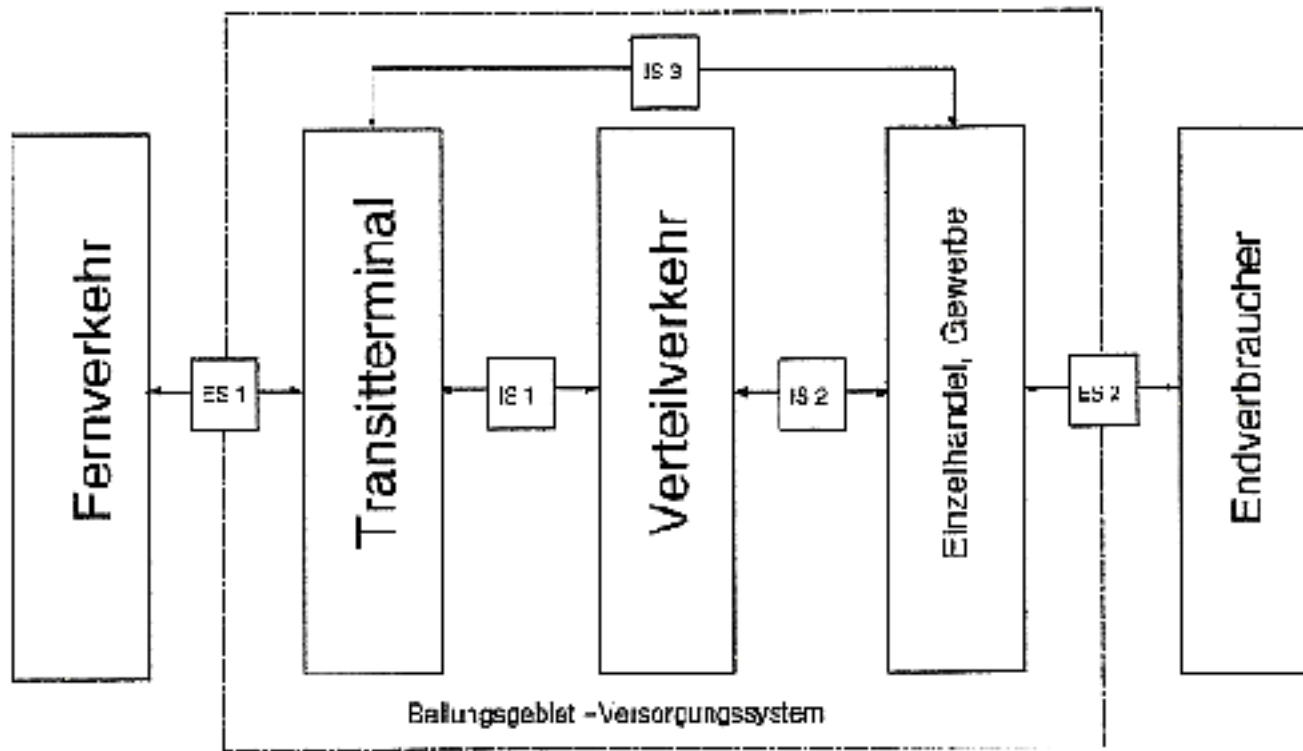 IS 3
Fernverkehr
ES 1
Transitterminal
IS 1
Verteilverkehr
IS 2
Einzelhandel, Gewerbe
ES 2
Endverbraucher
Ballungsgebiet - Versorgungssystem